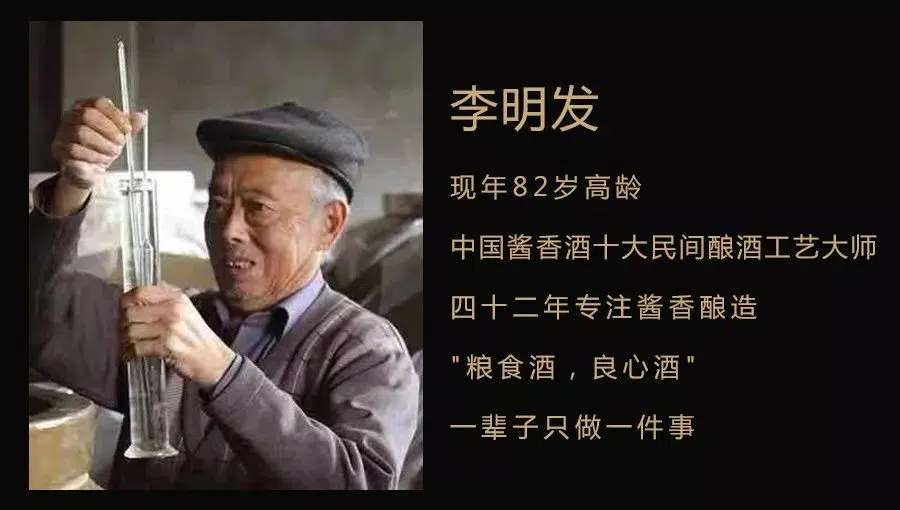 李明发
现年82岁高龄
中国酱香酒十大民间酿酒工艺大师
四十二年专注酱香酿造
"粮食酒，良心酒"
一辈子只做一件事